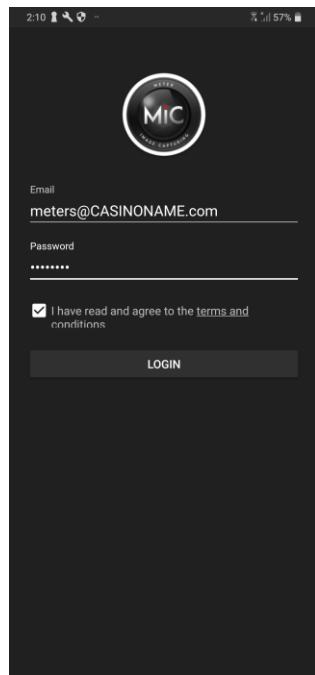 2:10
57%
METER
MiC
IMAGE CAPTURING
Email
meters@CASINONAME.com
Password
••••••••
I have read and agree to the terms and
conditions
LOGIN